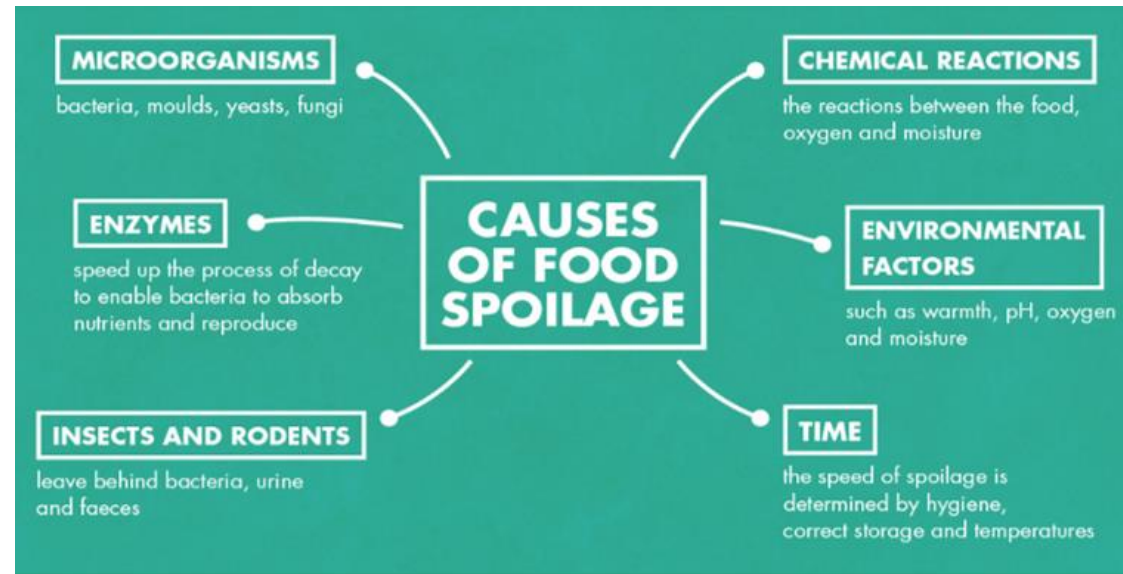 MICROORGANISMS
bacteria, moulds, yeasts, fungi
ENZYMES
speed up the process of decay
to enable bacteria to absorb
nutrients and reproduce
INSECTS AND RODENTS
leave behind bacteria, urine
and faeces
CAUSES
OF FOOD
SPOILAGE
CHEMICAL REACTIONS
the reactions between the food,
oxygen and moisture
ENVIRONMENTAL
FACTORS
such as warmth, pH, oxygen
and moisture
TIME
the speed of spoilage is
determined by hygiene,
correct storage and temperatures